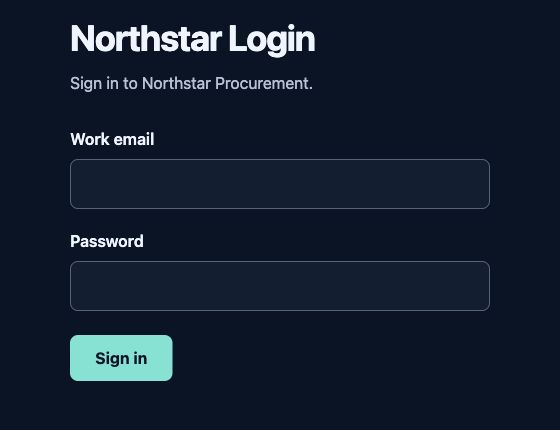 Northstar Login
Sign in to Northstar Procurement.
Work email
Password
Sign in